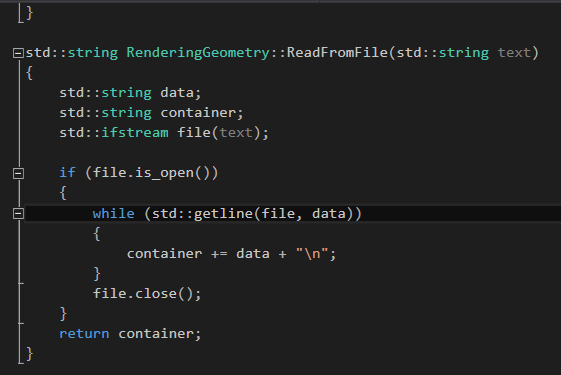 }
std::string RenderingGeometry::ReadFromFile(std::string text)
{
    std::string data;
    std::string container;
    std::ifstream file(text);
    if (file.is_open())
    {
        while (std::getline(file, data))
        {
            container += data + "\n";
        }
        file.close();
    }
    return container;
}